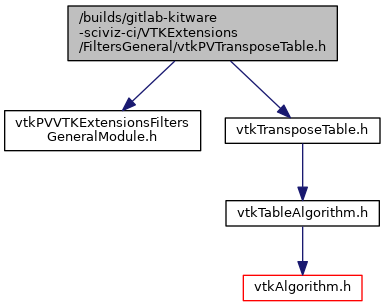 /builds/gitlab-kitware
-sciviz-ci/VTKExtensions
/FiltersGeneral/vtkPVTransposeTable.h
vtkPVVTKExtensionsFilters
GeneralModule.h
vtkTransposeTable.h
vtkTableAlgorithm.h
vtkAlgorithm.h